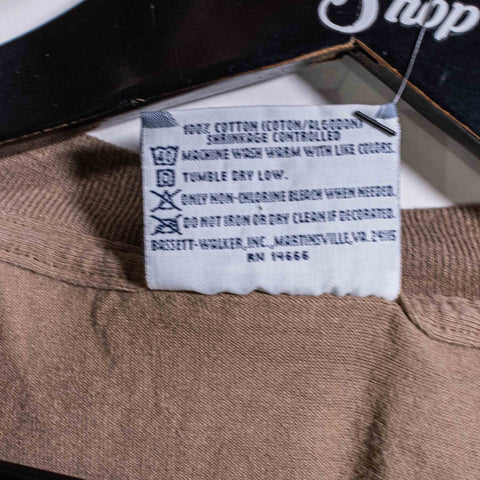 Shop
100% COTTON (COTON/ALGODON)
SHRINKAGE CONTROLLED
40 MACHINE WASH WARM WITH LIKE COLORS.
TUMBLE DRY LOW.
ONLY NON-CHLORINE BLEACH WHEN NEEDED.
DO NOT IRON OR DRY CLEAN IF DECORATED.
BASSETT-WALKER, INC., MARTINSVILLE, VA. 24115
RN 14666